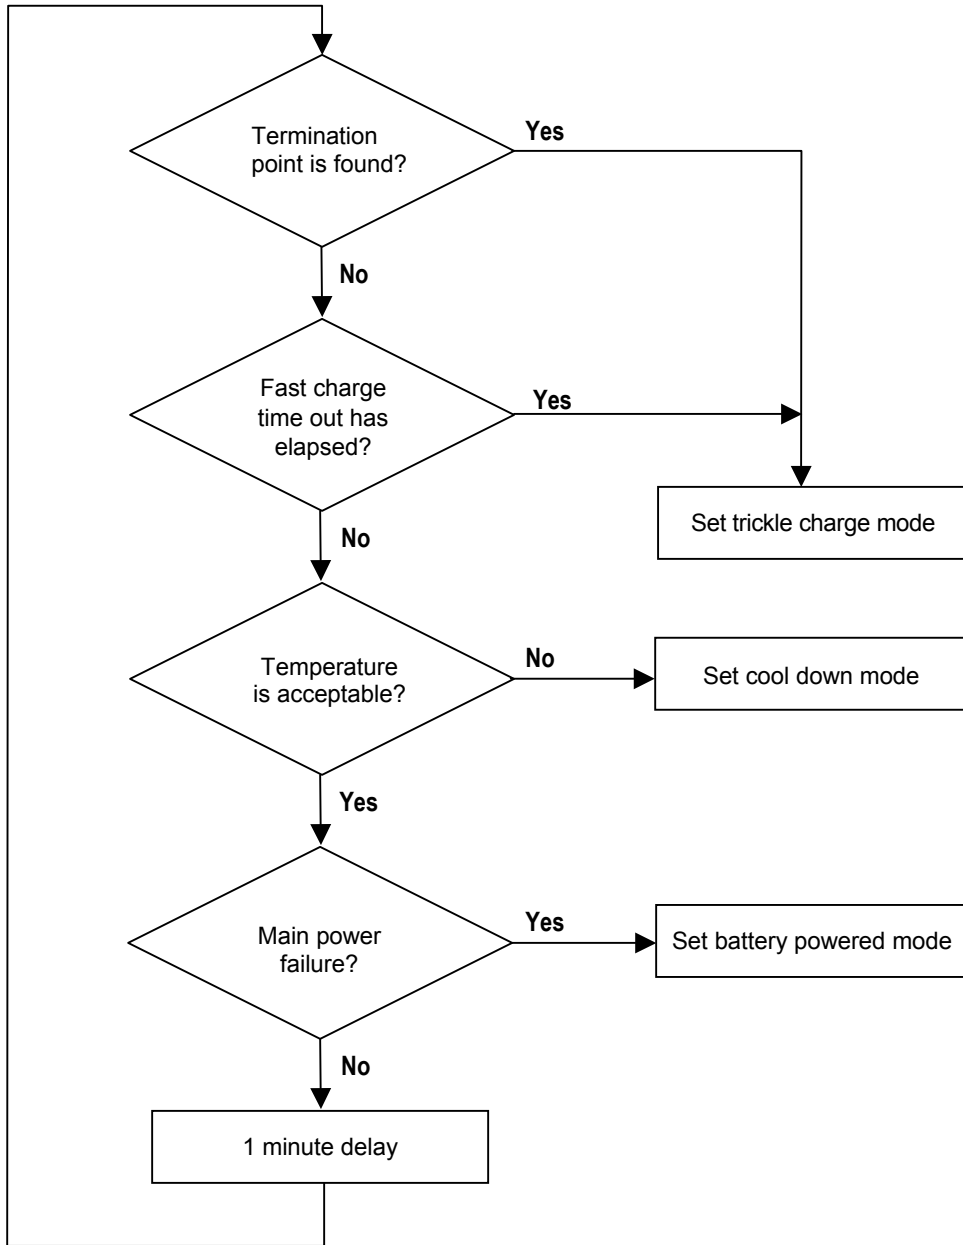 Termination
point is found?
Yes
No
Fast charge
time out has
elapsed?
Yes
Set trickle charge mode
No
Temperature
is acceptable?
No
Set cool down mode
Yes
Main power
failure?
Yes
Set battery powered mode
No
1 minute delay